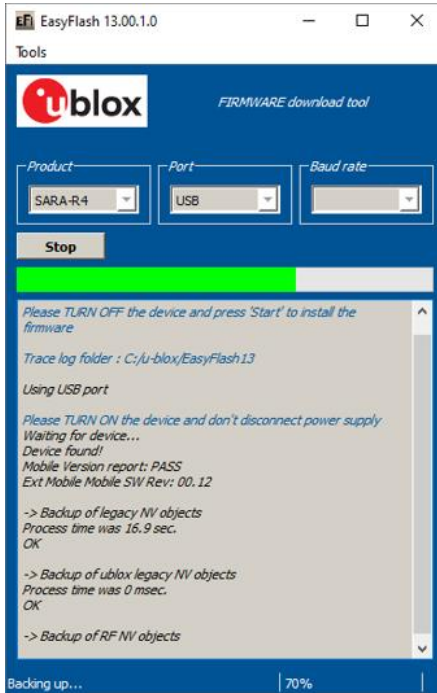 EFi EasyFlash 13.00.1.0
Tools
ublox
FIRMWARE download tool
Product
Port
Baud rate
SARA-R4
USB
Stop
Please TURN OFF the device and press 'Start' to install the
firmware
Trace log folder : C:/u-blox/EasyFlash13
Using USB port
Please TURN ON the device and don't disconnect power supply
Waiting for device...
Device found!
Mobile Version report: PASS
Ext Mobile Mobile SW Rev: 00.12
-> Backup of legacy NV objects
Process time was 16.9 sec.
OK
-> Backup of ublox legacy NV objects
Process time was 0 msec.
OK
-> Backup of RF NV objects
Backing up...
70%